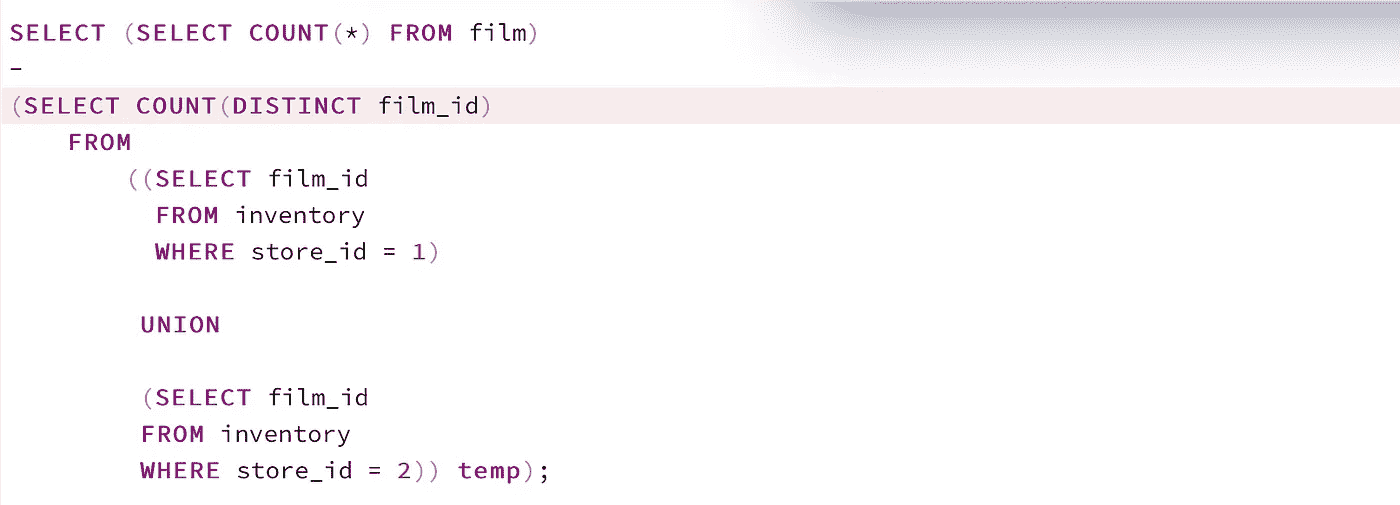 SELECT (SELECT COUNT(*) FROM film)
-
(SELECT COUNT(DISTINCT film_id)
FROM
((SELECT film_id
FROM inventory
WHERE store_id = 1)
UNION
(SELECT film_id
FROM inventory
WHERE store_id = 2)) temp);